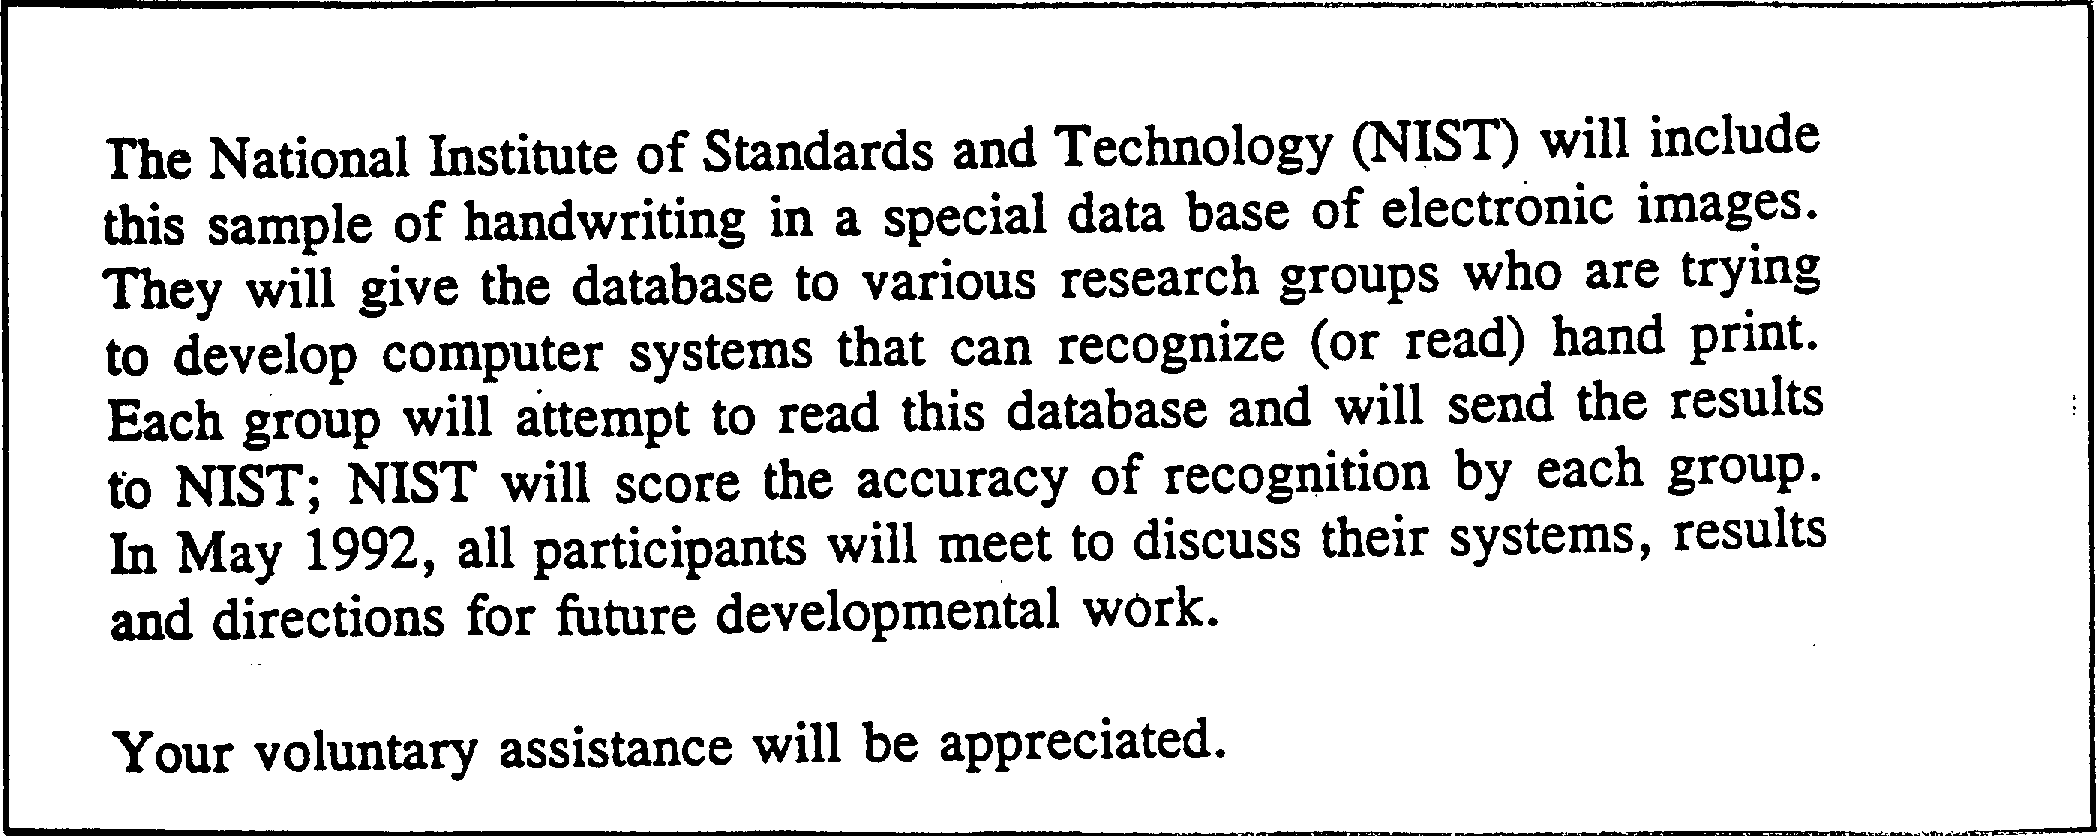 The National Institute of Standards and Technology (NIST) will include
this sample of handwriting in a special data base of electronic images.
They will give the database to various research groups who are trying
to develop computer systems that can recognize (or read) hand print.
Each group will attempt to read this database and will send the results
to NIST; NIST will score the accuracy of recognition by each group.
In May 1992, all participants will meet to discuss their systems, results
and directions for future developmental work.
Your voluntary assistance will be appreciated.